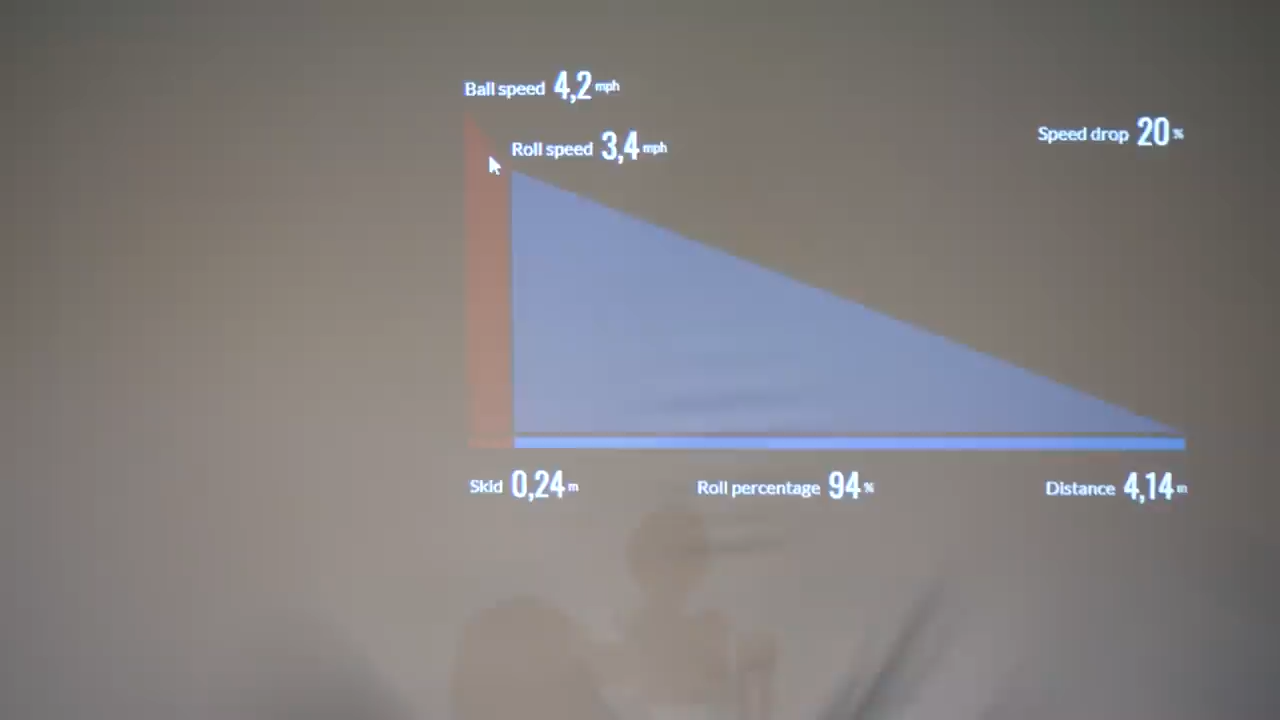 Ball speed 4,2 mph
Speed drop 20 %
Roll speed 3,4 mph
Skid 0,24 m
Roll percentage 94 %
Distance 4,14 m